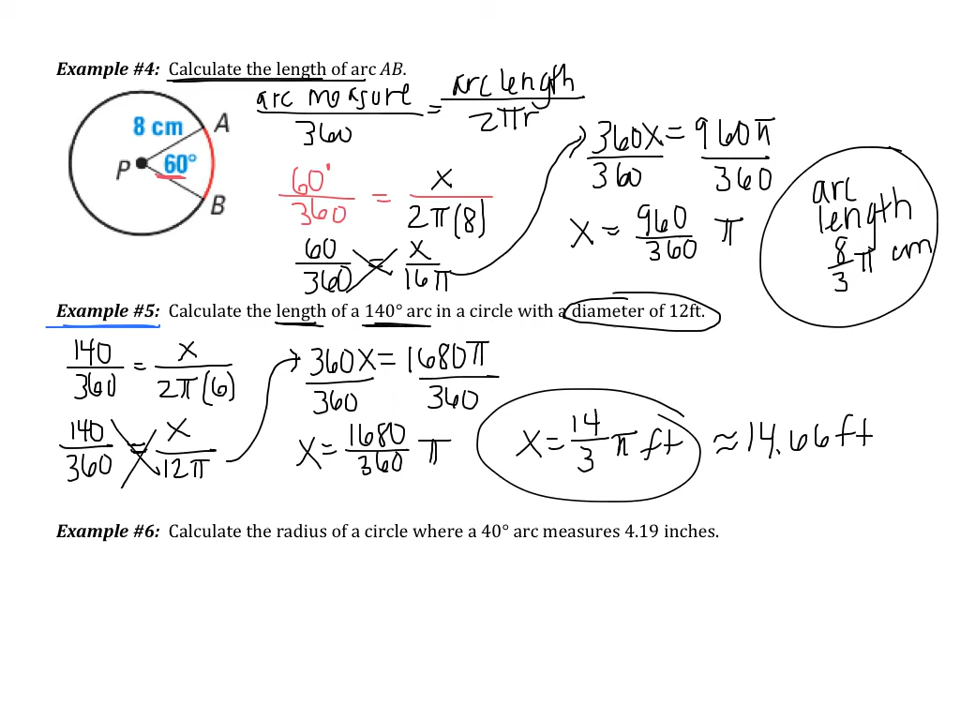 Example #4: Calculate the length of arc AB.
8 cm
A
P
60°
B
arc measure / 360 = arc length / 2πr
60° / 360 = x / 2π(8)
60 / 360 = x / 16π
360x / 360 = 960π / 360
x = 960 / 360 π
arc
length
8/3 π cm
Example #5: Calculate the length of a 140° arc in a circle with a diameter of 12ft.
140 / 360 = x / 2π(6)
140 / 360 = x / 12π
360x / 360 = 1680π / 360
x = 1680 / 360 π
x = 14/3 π ft ≈ 14.66ft
Example #6: Calculate the radius of a circle where a 40° arc measures 4.19 inches.